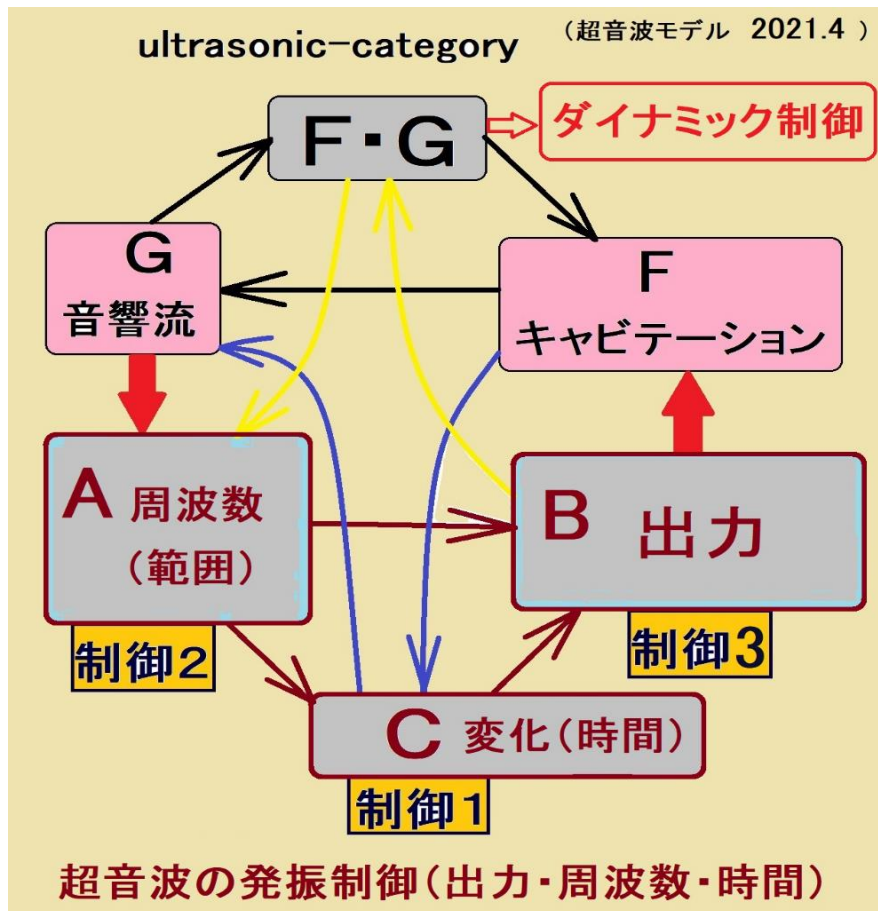 ultrasonic-category
(超音波モデル 2021.4 )
F・G
ダイナミック制御
G
音響流
F
キャビテーション
A 周波数
(範囲)
B 出力
制御2
制御3
C 変化(時間)
制御1
超音波の発振制御(出力・周波数・時間)